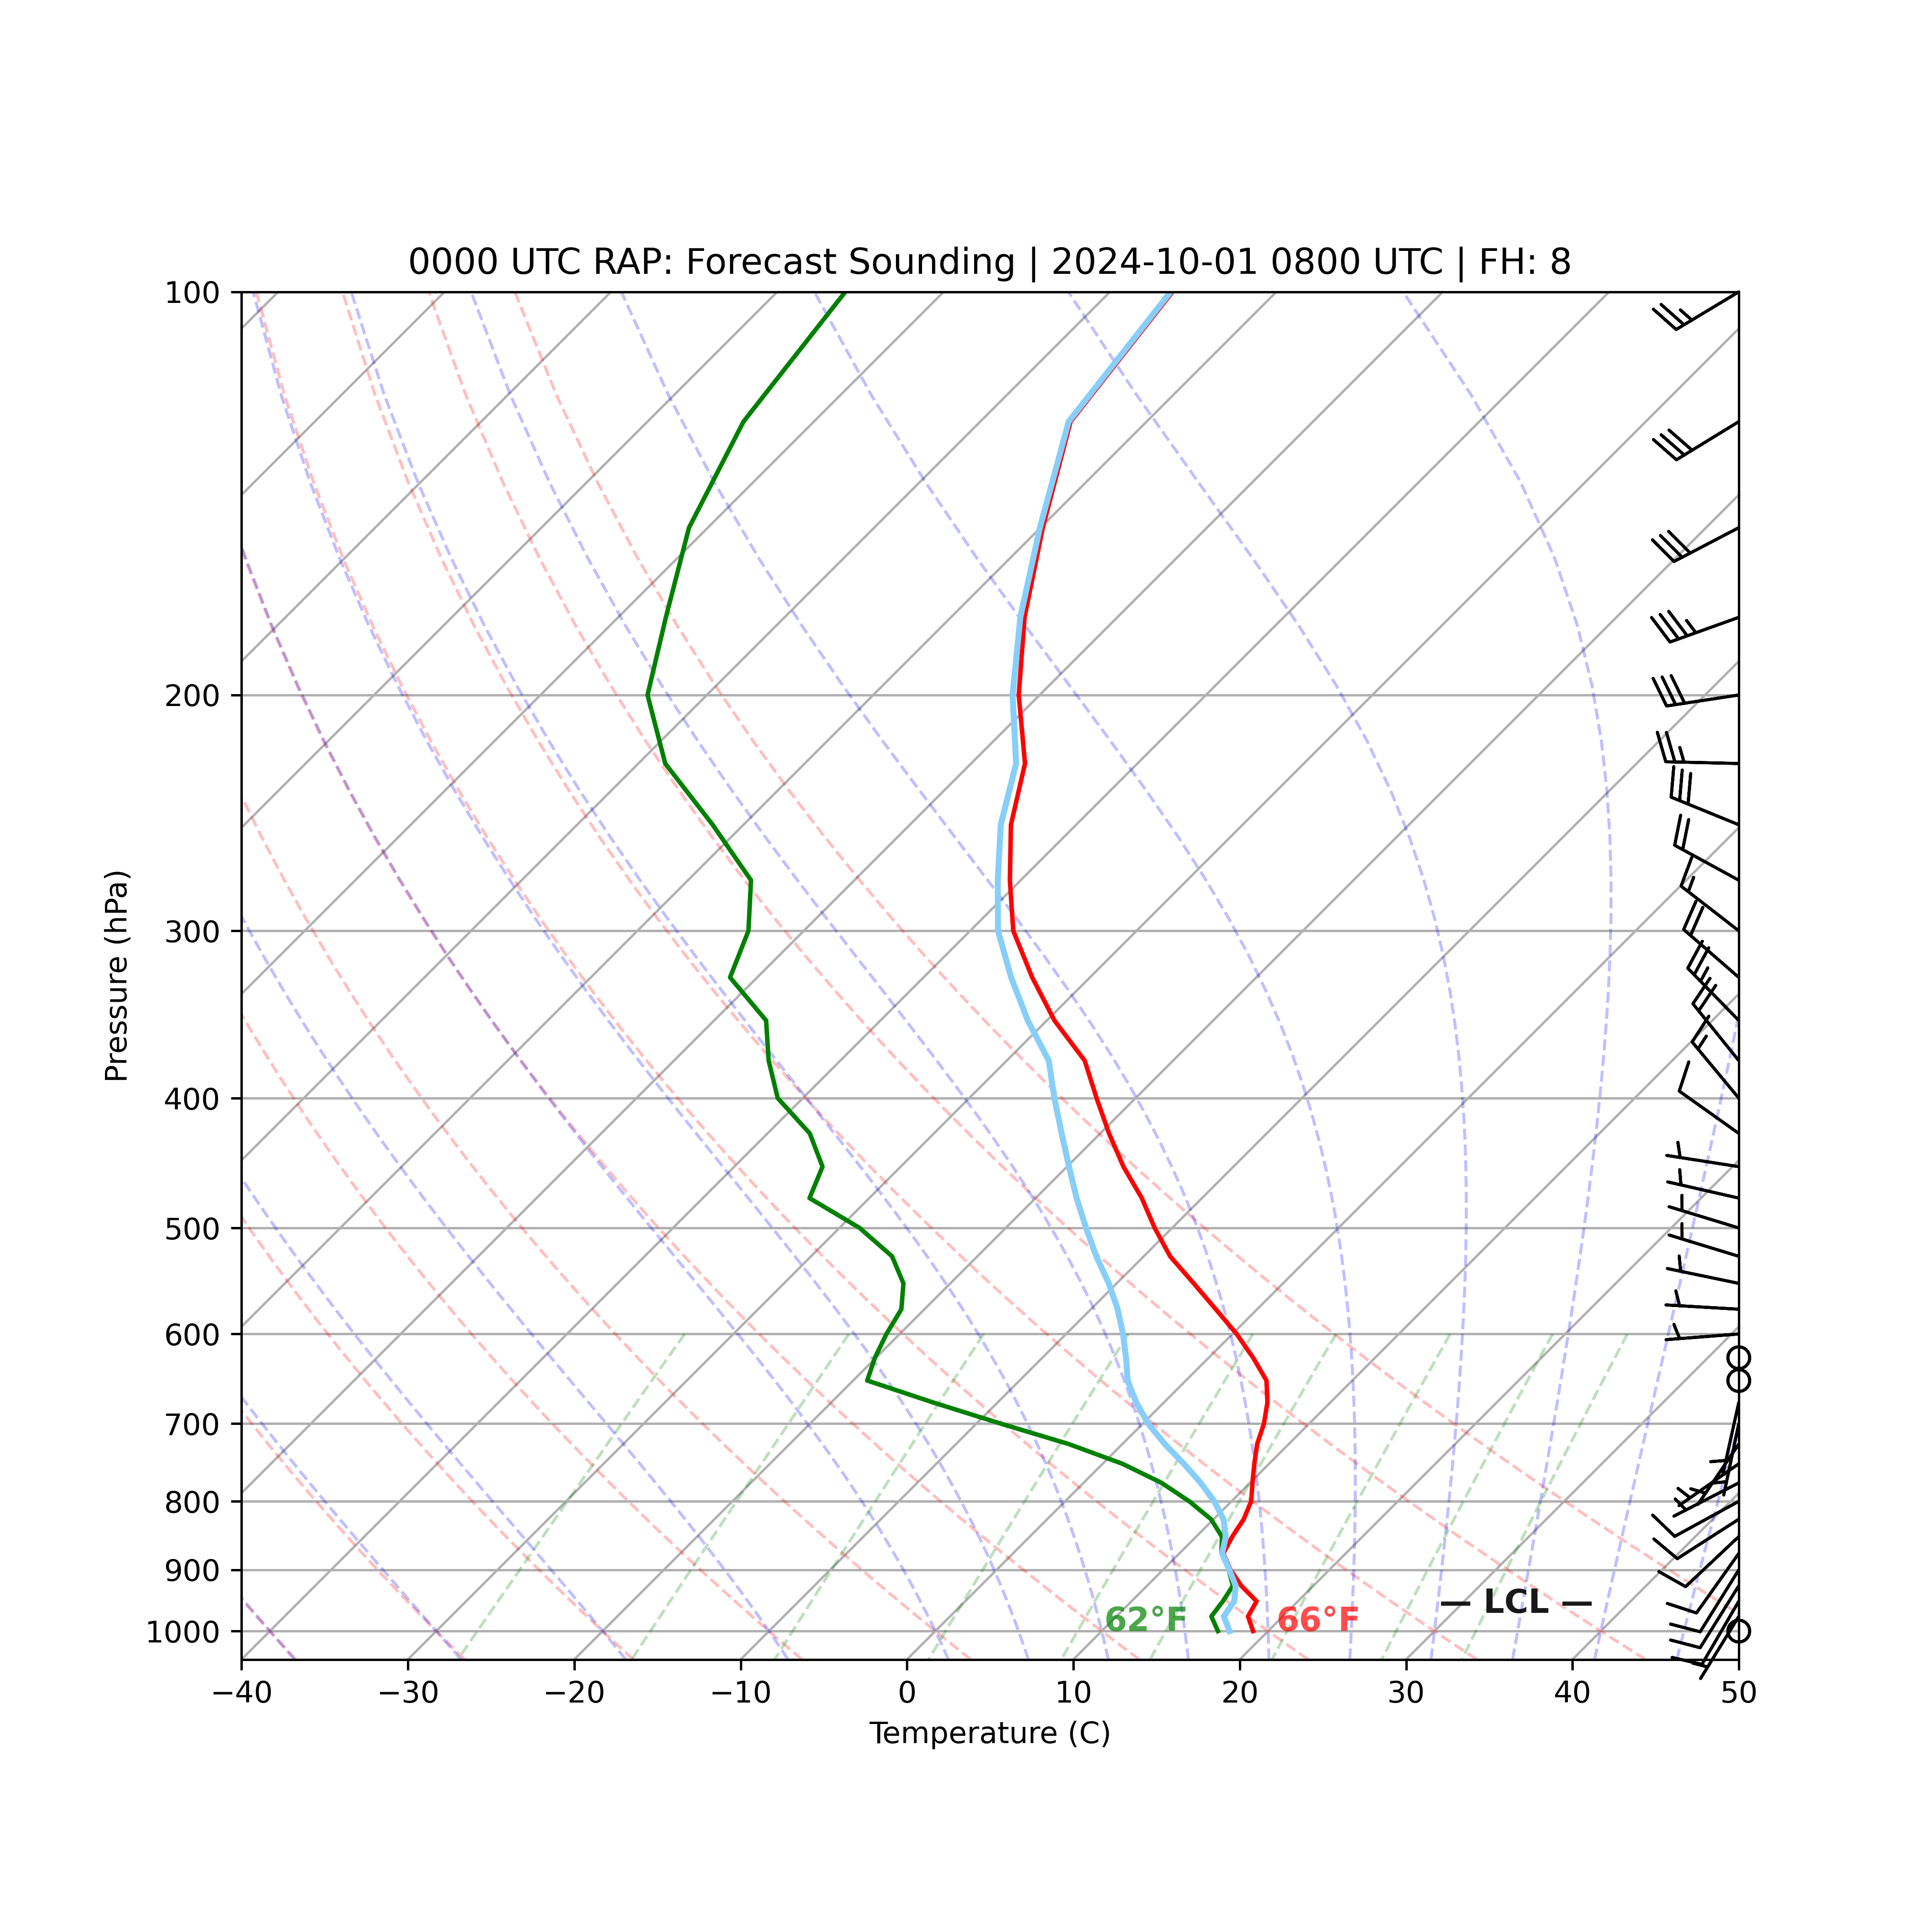 0000 UTC RAP: Forecast Sounding | 2024-10-01 0800 UTC | FH: 8
100
200
300
400
500
600
700
800
900
1000
Pressure (hPa)
62°F
66°F
— LCL —
−40 −30 −20 −10 0 10 20 30 40 50
Temperature (C)